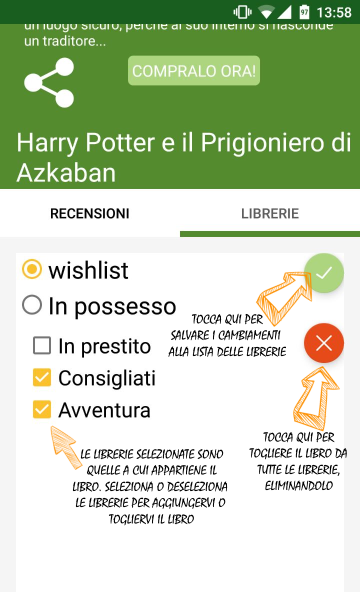 97 13:58
un luogo sicuro, perché al suo interno si nasconde
un traditore...
COMPRALO ORA!
Harry Potter e il Prigioniero di
Azkaban
RECENSIONI LIBRERIE
wishlist
In possesso
In prestito
Consigliati
Avventura
TOCCA QUI PER
SALVARE I CAMBIAMENTI
ALLA LISTA DELLE LIBRERIE
TOCCA QUI PER
TOGLIERE IL LIBRO DA
TUTTE LE LIBRERIE,
ELIMINANDOLO
LE LIBRERIE SELEZIONATE SONO
QUELLE A CUI APPARTIENE IL
LIBRO. SELEZIONA O DESELEZIONA
LE LIBRERIE PER AGGIUNGERVI O
TOGLIERVI IL LIBRO